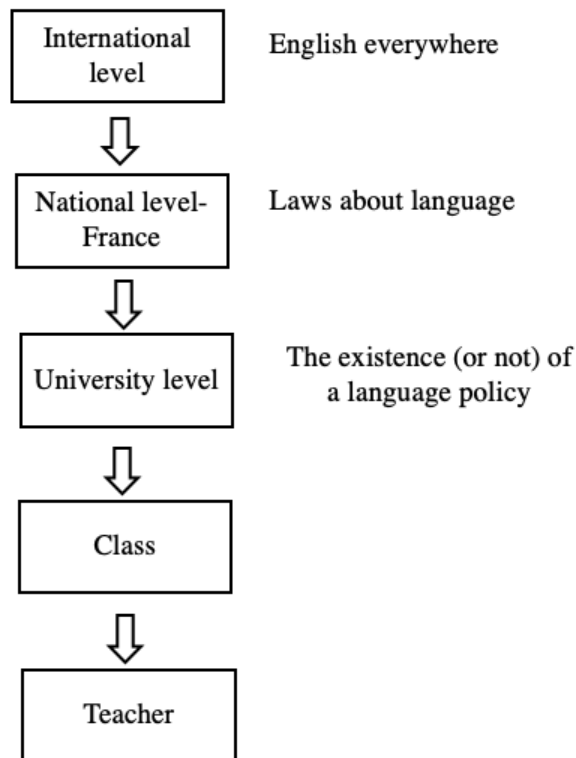 International
level
English everywhere
National level-
France
Laws about language
University level
The existence (or not) of
a language policy
Class
Teacher